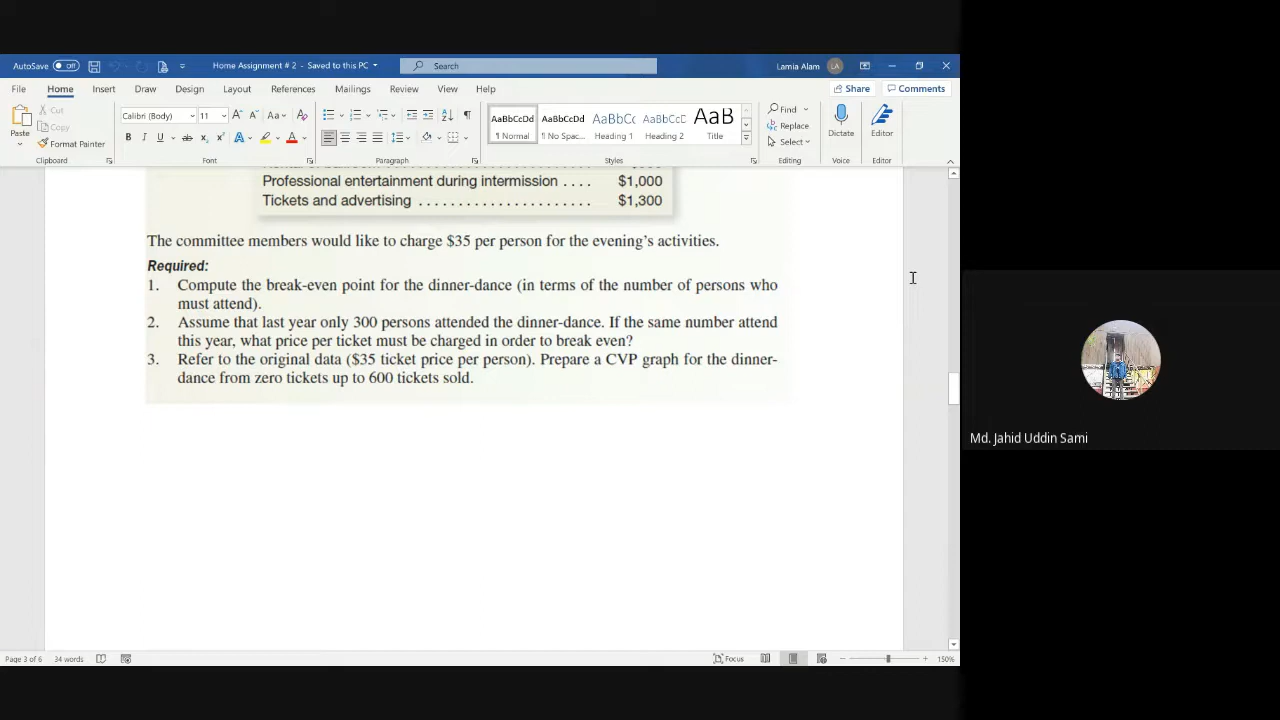 AutoSave Off Home Assignment # 2 - Saved to this PC Search Lamia Alam LA
File Home Insert Draw Design Layout References Mailings Review View Help Share Comments
Paste Cut Copy Format Painter Clipboard
Calibri (Body) 11 Font
Paragraph
AaBbCcDd AaBbCcDd AaBbCc AaBbCcD AaB
¶ Normal ¶ No Spac... Heading 1 Heading 2 Title Styles
Find Replace Select Editing
Dictate Voice
Editor Editor
Professional entertainment during intermission .... $1,000
Tickets and advertising ...................... $1,300
The committee members would like to charge $35 per person for the evening's activities.
Required:
1. Compute the break-even point for the dinner-dance (in terms of the number of persons who
must attend).
2. Assume that last year only 300 persons attended the dinner-dance. If the same number attend
this year, what price per ticket must be charged in order to break even?
3. Refer to the original data ($35 ticket price per person). Prepare a CVP graph for the dinner-
dance from zero tickets up to 600 tickets sold.
Md. Jahid Uddin Sami
Page 3 of 6 34 words Focus 150%